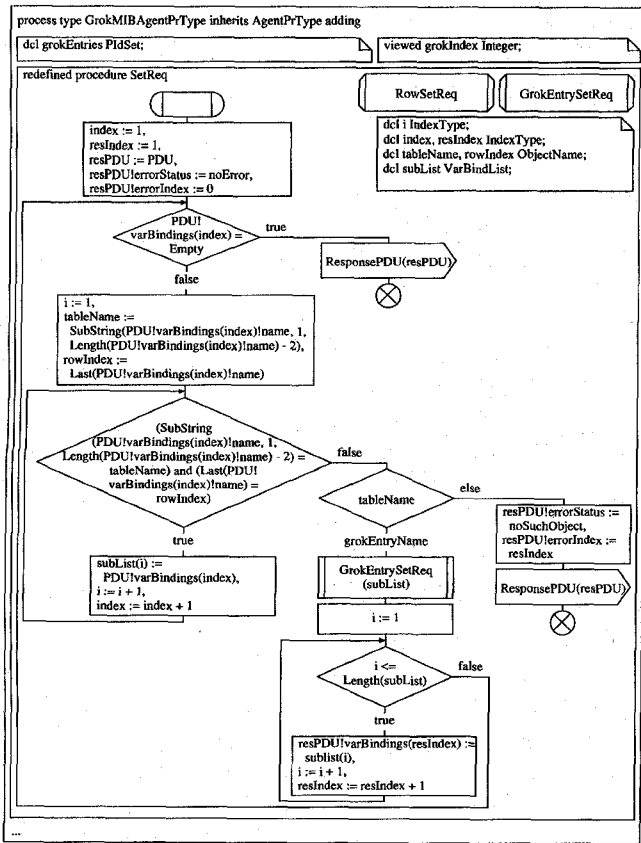 process type GrokMIBAgentPrType inherits AgentPrType adding
dcl grokEntries PIdSet;
viewed grokIndex Integer;
redefined procedure SetReq
RowSetReq
GrokEntrySetReq
dcl i IndexType;
dcl index, resIndex IndexType;
dcl tableName, rowIndex ObjectName;
dcl subList VarBindList;
index := 1,
resIndex := 1,
resPDU := PDU,
resPDU!errorStatus := noError,
resPDU!errorIndex := 0
PDU!
varBindings(index) =
Empty
true
ResponsePDU(resPDU)
false
i := 1,
tableName :=
SubString(PDU!varBindings(index)!name, 1,
Length(PDU!varBindings(index)!name) - 2),
rowIndex :=
Last(PDU!varBindings(index)!name)
(SubString
(PDU!varBindings(index)!name, 1,
Length(PDU!varBindings(index)!name) - 2) =
tableName) and (Last(PDU!
varBindings(index)!name) =
rowIndex)
false
true
subList(i) :=
PDU!varBindings(index),
i := i + 1,
index := index + 1
tableName
else
resPDU!errorStatus :=
noSuchObject,
resPDU!errorIndex :=
resIndex
ResponsePDU(resPDU)
grokEntryName
GrokEntrySetReq
(subList)
i := 1
i <=
Length(subList)
false
true
resPDU!varBindings(resIndex) :=
sublist(i),
i := i + 1,
resIndex := resIndex + 1
...